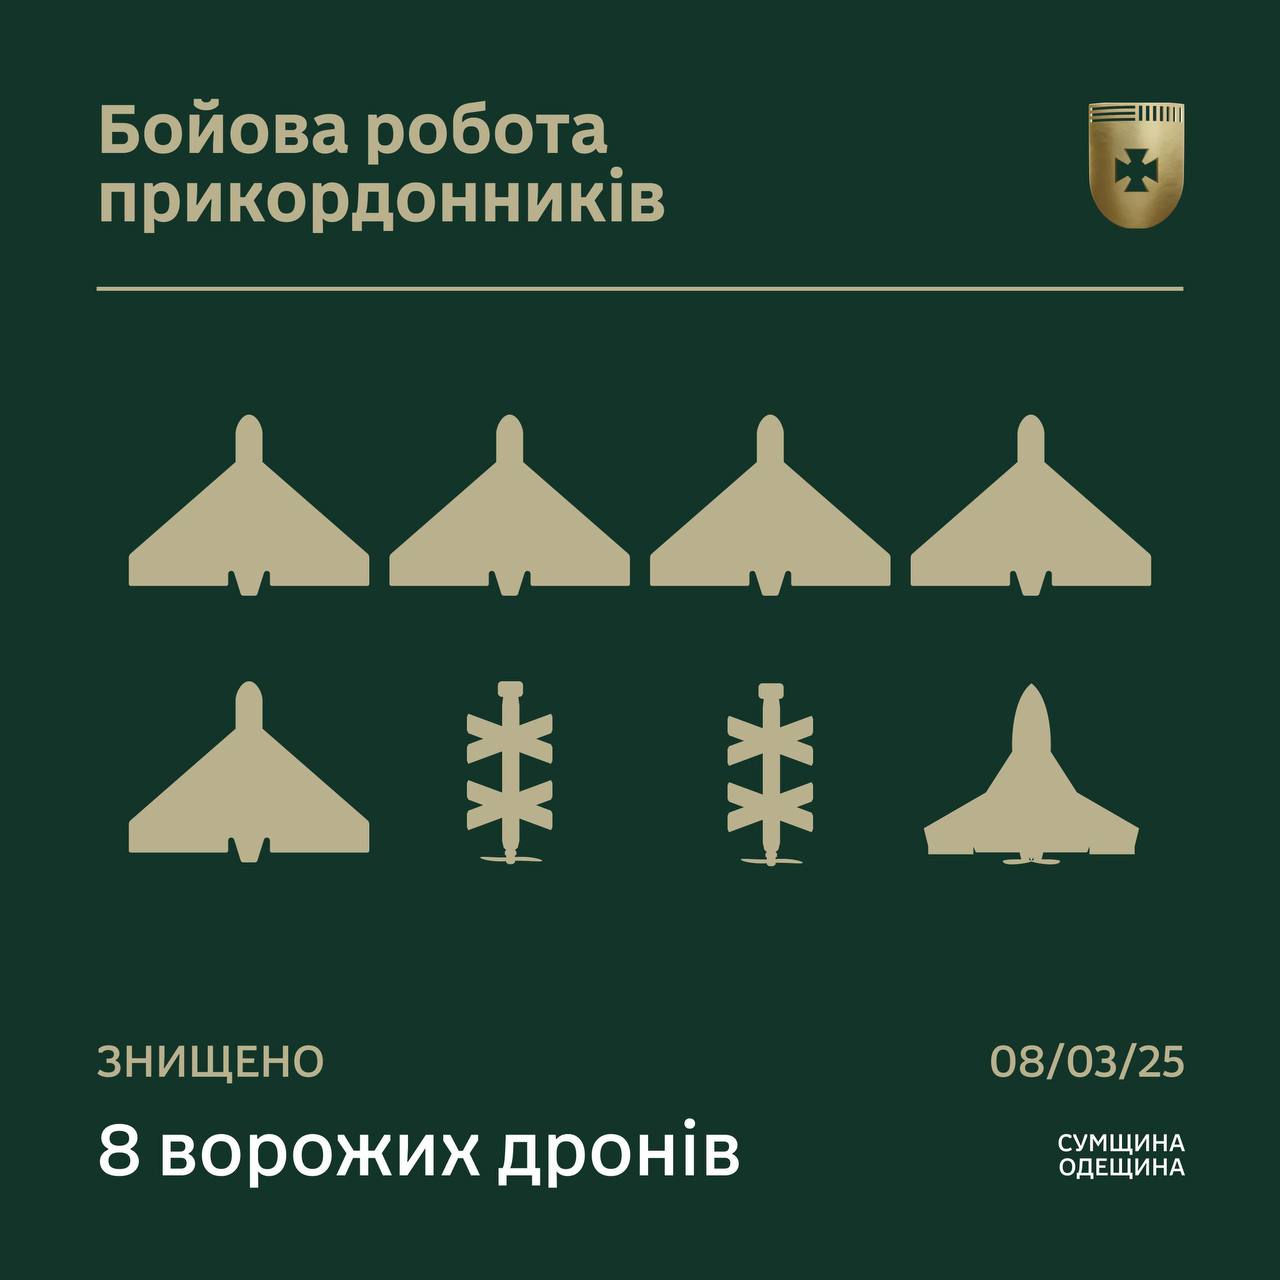 Бойова робота
прикордонників
ЗНИЩЕНО
08/03/25
8 ворожих дронів
СУМЩИНА
ОДЕЩИНА